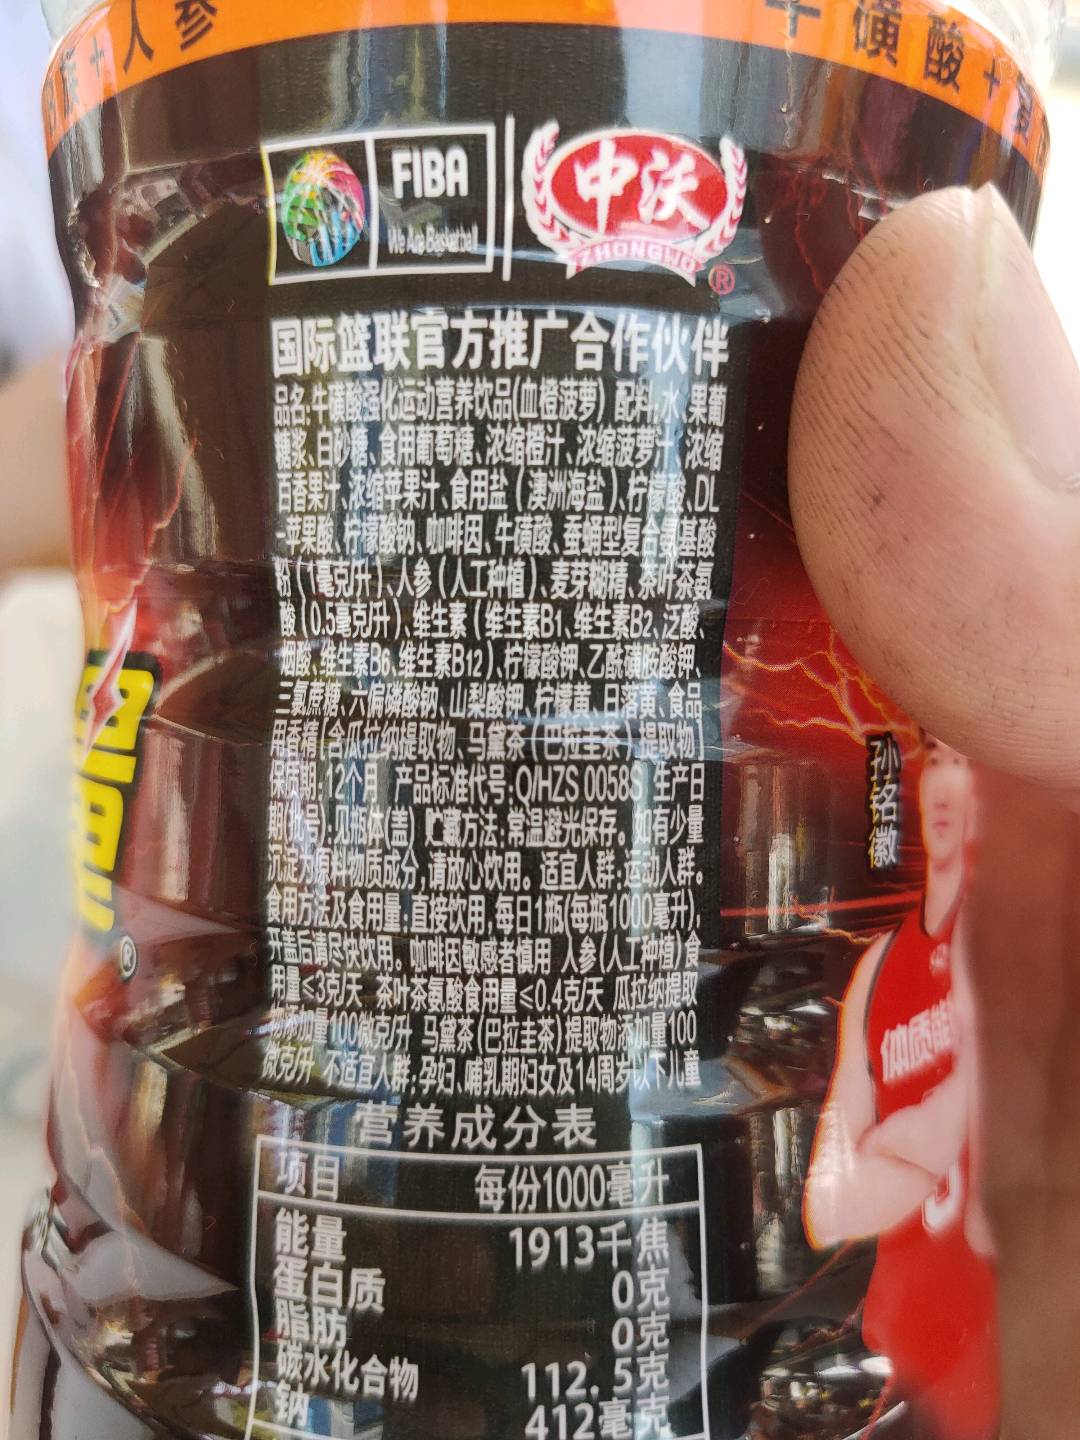 人参
磺酸+
FIBA
We Are Basketball
中沃
ZHONGWO
®
国际篮联官方推广合作伙伴
品名:牛磺酸强化运动营养饮品(血橙菠萝) 配料:水、果葡
糖浆、白砂糖、食用葡萄糖、浓缩橙汁、浓缩菠萝汁、浓缩
百香果汁、浓缩苹果汁、食用盐(澳洲海盐)、柠檬酸、DL
-苹果酸、柠檬酸钠、咖啡因、牛磺酸、蚕蛹型复合氨基酸
粉(1毫克/升)、人参(人工种植)、麦芽糊精、茶叶茶氨
酸(0.5毫克/升)、维生素(维生素B1、维生素B2、泛酸、
烟酸、维生素B6、维生素B12)、柠檬酸钾、乙酰磺胺酸钾、
三氯蔗糖、六偏磷酸钠、山梨酸钾、柠檬黄、日落黄、食品
用香精(含瓜拉纳提取物、马黛茶(巴拉圭茶)提取物)
保质期:12个月 产品标准代号:Q/HZS 0058S 生产日
期(批号):见瓶体(盖) 贮藏方法:常温避光保存。如有少量
沉淀为原料物质成分,请放心饮用。适宜人群:运动人群。
食用方法及食用量:直接饮用,每日1瓶(每瓶1000毫升),
开盖后请尽快饮用。咖啡因敏感者慎用 人参(人工种植)食
用量≤3克/天 茶叶茶氨酸食用量≤0.4克/天 瓜拉纳提取
物添加量100微克/升 马黛茶(巴拉圭茶)提取物添加量100
微克/升 不适宜人群:孕妇、哺乳期妇女及14周岁以下儿童
营养成分表
项目 每份1000毫升
能量 1913千焦
蛋白质 0克
脂肪 0克
碳水化合物 112.5克
钠 412毫克
®
孙铭徽
体质能